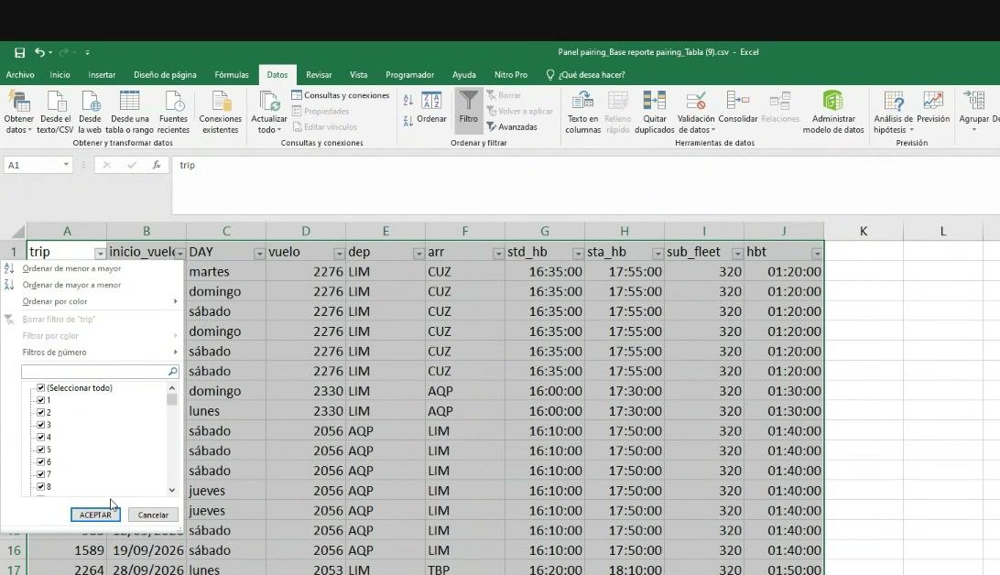 Panel pairing_Base reporte pairing_Tabla (9).csv - Excel
Archivo Inicio Insertar Diseño de página Fórmulas Datos Revisar Vista Programador Ayuda Nitro Pro ¿Qué desea hacer?
Obtener datos Desde el texto/CSV Desde la web Desde una tabla o rango Fuentes recientes Conexiones existentes
Obtener y transformar datos
Actualizar todo Consultas y conexiones Propiedades Editar vínculos
Consultas y conexiones
Ordenar Filtro Borrar Volver a aplicar Avanzadas
Ordenar y filtrar
Texto en columnas Relleno rápido Quitar duplicados Validación de datos Consolidar Relaciones Administrar modelo de datos
Herramientas de datos
Análisis de hipótesis Previsión
Previsión
Agrupar
A1 fx trip
A B C D E F G H I J K L
1 trip inicio_vuelo DAY vuelo dep arr std_hb sta_hb sub_fleet hbt
martes 2276 LIM CUZ 16:35:00 17:55:00 320 01:20:00
domingo 2276 LIM CUZ 16:35:00 17:55:00 320 01:20:00
sábado 2276 LIM CUZ 16:35:00 17:55:00 320 01:20:00
domingo 2276 LIM CUZ 16:35:00 17:55:00 320 01:20:00
sábado 2276 LIM CUZ 16:35:00 17:55:00 320 01:20:00
sábado 2276 LIM CUZ 16:35:00 17:55:00 320 01:20:00
domingo 2330 LIM AQP 16:00:00 17:30:00 320 01:30:00
lunes 2330 LIM AQP 16:00:00 17:30:00 320 01:30:00
sábado 2056 AQP LIM 16:10:00 17:50:00 320 01:40:00
sábado 2056 AQP LIM 16:10:00 17:50:00 320 01:40:00
sábado 2056 AQP LIM 16:10:00 17:50:00 320 01:40:00
jueves 2056 AQP LIM 16:10:00 17:50:00 320 01:40:00
jueves 2056 AQP LIM 16:10:00 17:50:00 320 01:40:00
sábado 2056 AQP LIM 16:10:00 17:50:00 320 01:40:00
16 1589 19/09/2026 sábado 2056 AQP LIM 16:10:00 17:50:00 320 01:40:00
17 2264 28/09/2026 lunes 2053 LIM TBP 16:20:00 18:10:00 320 01:50:00
Ordenar de menor a mayor
Ordenar de mayor a menor
Ordenar por color
Borrar filtro de "trip"
Filtrar por color
Filtros de número
(Seleccionar todo)
1
2
3
4
5
6
7
8
ACEPTAR Cancelar